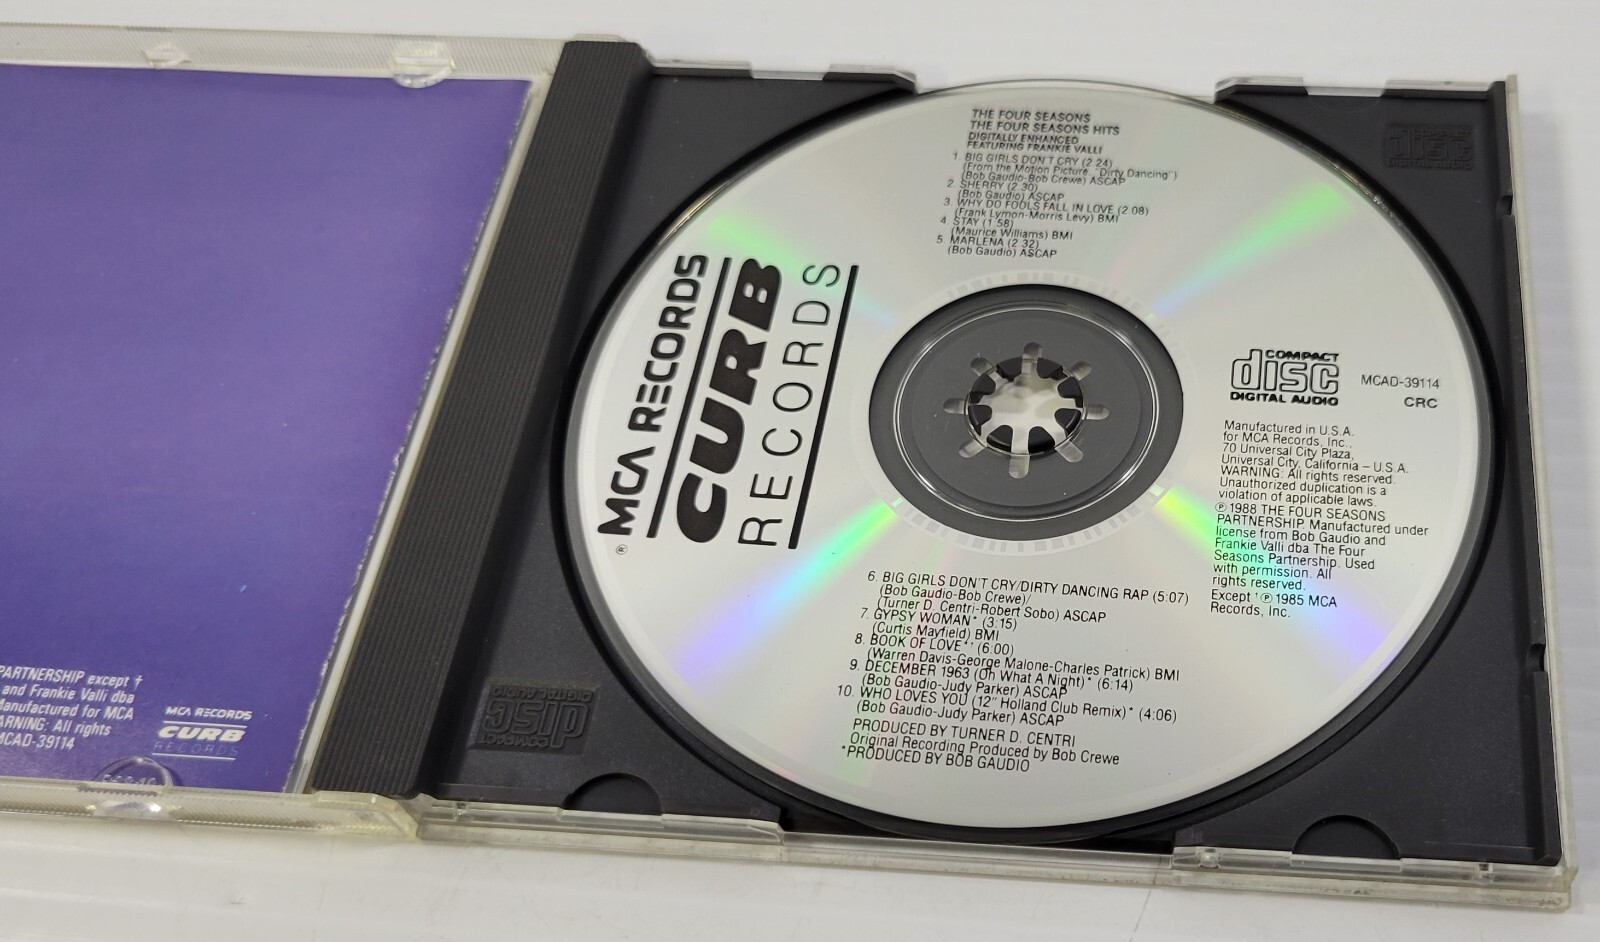 PARTNERSHIP except †
and Frankie Valli dba
Manufactured for MCA
WARNING: All rights
MCAD-39114
MCA RECORDS
CURB
RECORDS
MCA RECORDS
®
CURB
RECORDS
THE FOUR SEASONS
THE FOUR SEASONS HITS
DIGITALLY ENHANCED
FEATURING FRANKIE VALLI
1. BIG GIRLS DON'T CRY (2:24)
(From the Motion Picture, "Dirty Dancing")
(Bob Gaudio-Bob Crewe) ASCAP
2. SHERRY (2:30)
(Bob Gaudio) ASCAP
3. WHY DO FOOLS FALL IN LOVE (2:08)
(Frank Lymon-Morris Levy) BMI
4. STAY (1:58)
(Maurice Williams) BMI
5. MARLENA (2:32)
(Bob Gaudio) ASCAP
COMPACT
disc
DIGITAL AUDIO
MCAD-39114
CRC
Manufactured in U.S.A.
for MCA Records, Inc.,
70 Universal City Plaza,
Universal City, California – U.S.A.
WARNING: All rights reserved.
Unauthorized duplication is a
violation of applicable laws.
℗ 1988 THE FOUR SEASONS
PARTNERSHIP. Manufactured under
license from Bob Gaudio and
Frankie Valli dba The Four
Seasons Partnership. Used
with permission. All
rights reserved.
Except † ℗ 1985 MCA
Records, Inc.
6. BIG GIRLS DON'T CRY/DIRTY DANCING RAP (5:07)
(Bob Gaudio-Bob Crewe)/
(Turner D. Centri-Robert Sobo) ASCAP
7. GYPSY WOMAN* (3:15)
(Curtis Mayfield) BMI
8. BOOK OF LOVE*† (6:00)
(Warren Davis-George Malone-Charles Patrick) BMI
9. DECEMBER 1963 (Oh What A Night)* (6:14)
(Bob Gaudio-Judy Parker) ASCAP
10. WHO LOVES YOU (12" Holland Club Remix)* (4:06)
(Bob Gaudio-Judy Parker) ASCAP
PRODUCED BY TURNER D. CENTRI
Original Recording Produced by Bob Crewe
*PRODUCED BY BOB GAUDIO
COMPACT
disc
DIGITAL AUDIO
COMPACT
disc
DIGITAL AUDIO